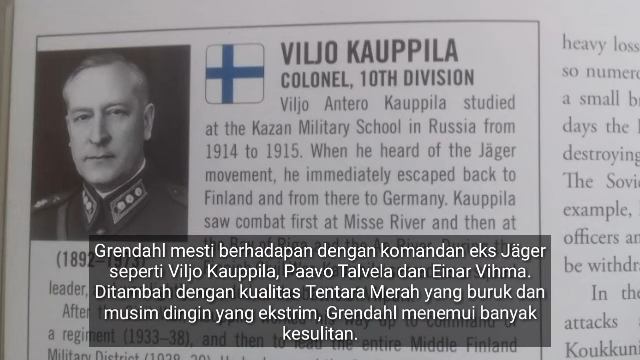 VILJO KAUPPILA
COLONEL, 10TH DIVISION
Viljo Antero Kauppila studied
at the Kazan Military School in Russia from
1914 to 1915. When he heard of the Jäger
movement, he immediately escaped back to
Finland and from there to Germany. Kauppila
saw combat first at Misse River and then at
(1892
leader,
After
a regiment (1933–38), and then to lead the entire Middle Finland
Military District
heavy loss
so numero
a small b
days the
destroying
The Sovi
example,
officers an
be withdr
In the
attacks
Koukkun
Grendahl mesti berhadapan dengan komandan eks Jäger
seperti Viljo Kauppila, Paavo Talvela dan Einar Vihma.
Ditambah dengan kualitas Tentara Merah yang buruk dan
musim dingin yang ekstrim, Grendahl menemui banyak
kesulitan.